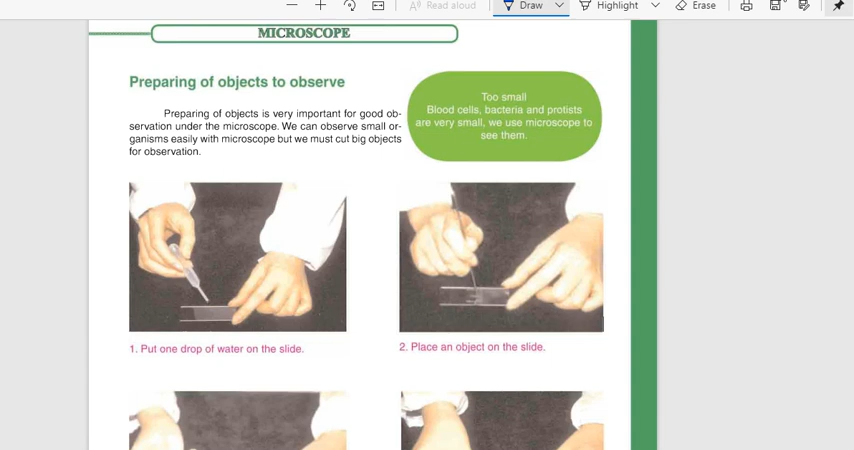 Read aloud
Draw
Highlight
Erase
MICROSCOPE
Preparing of objects to observe
Preparing of objects is very important for good ob-
servation under the microscope. We can observe small or-
ganisms easily with microscope but we must cut big objects
for observation.
Too small
Blood cells, bacteria and protists
are very small, we use microscope to
see them.
1. Put one drop of water on the slide.
2. Place an object on the slide.